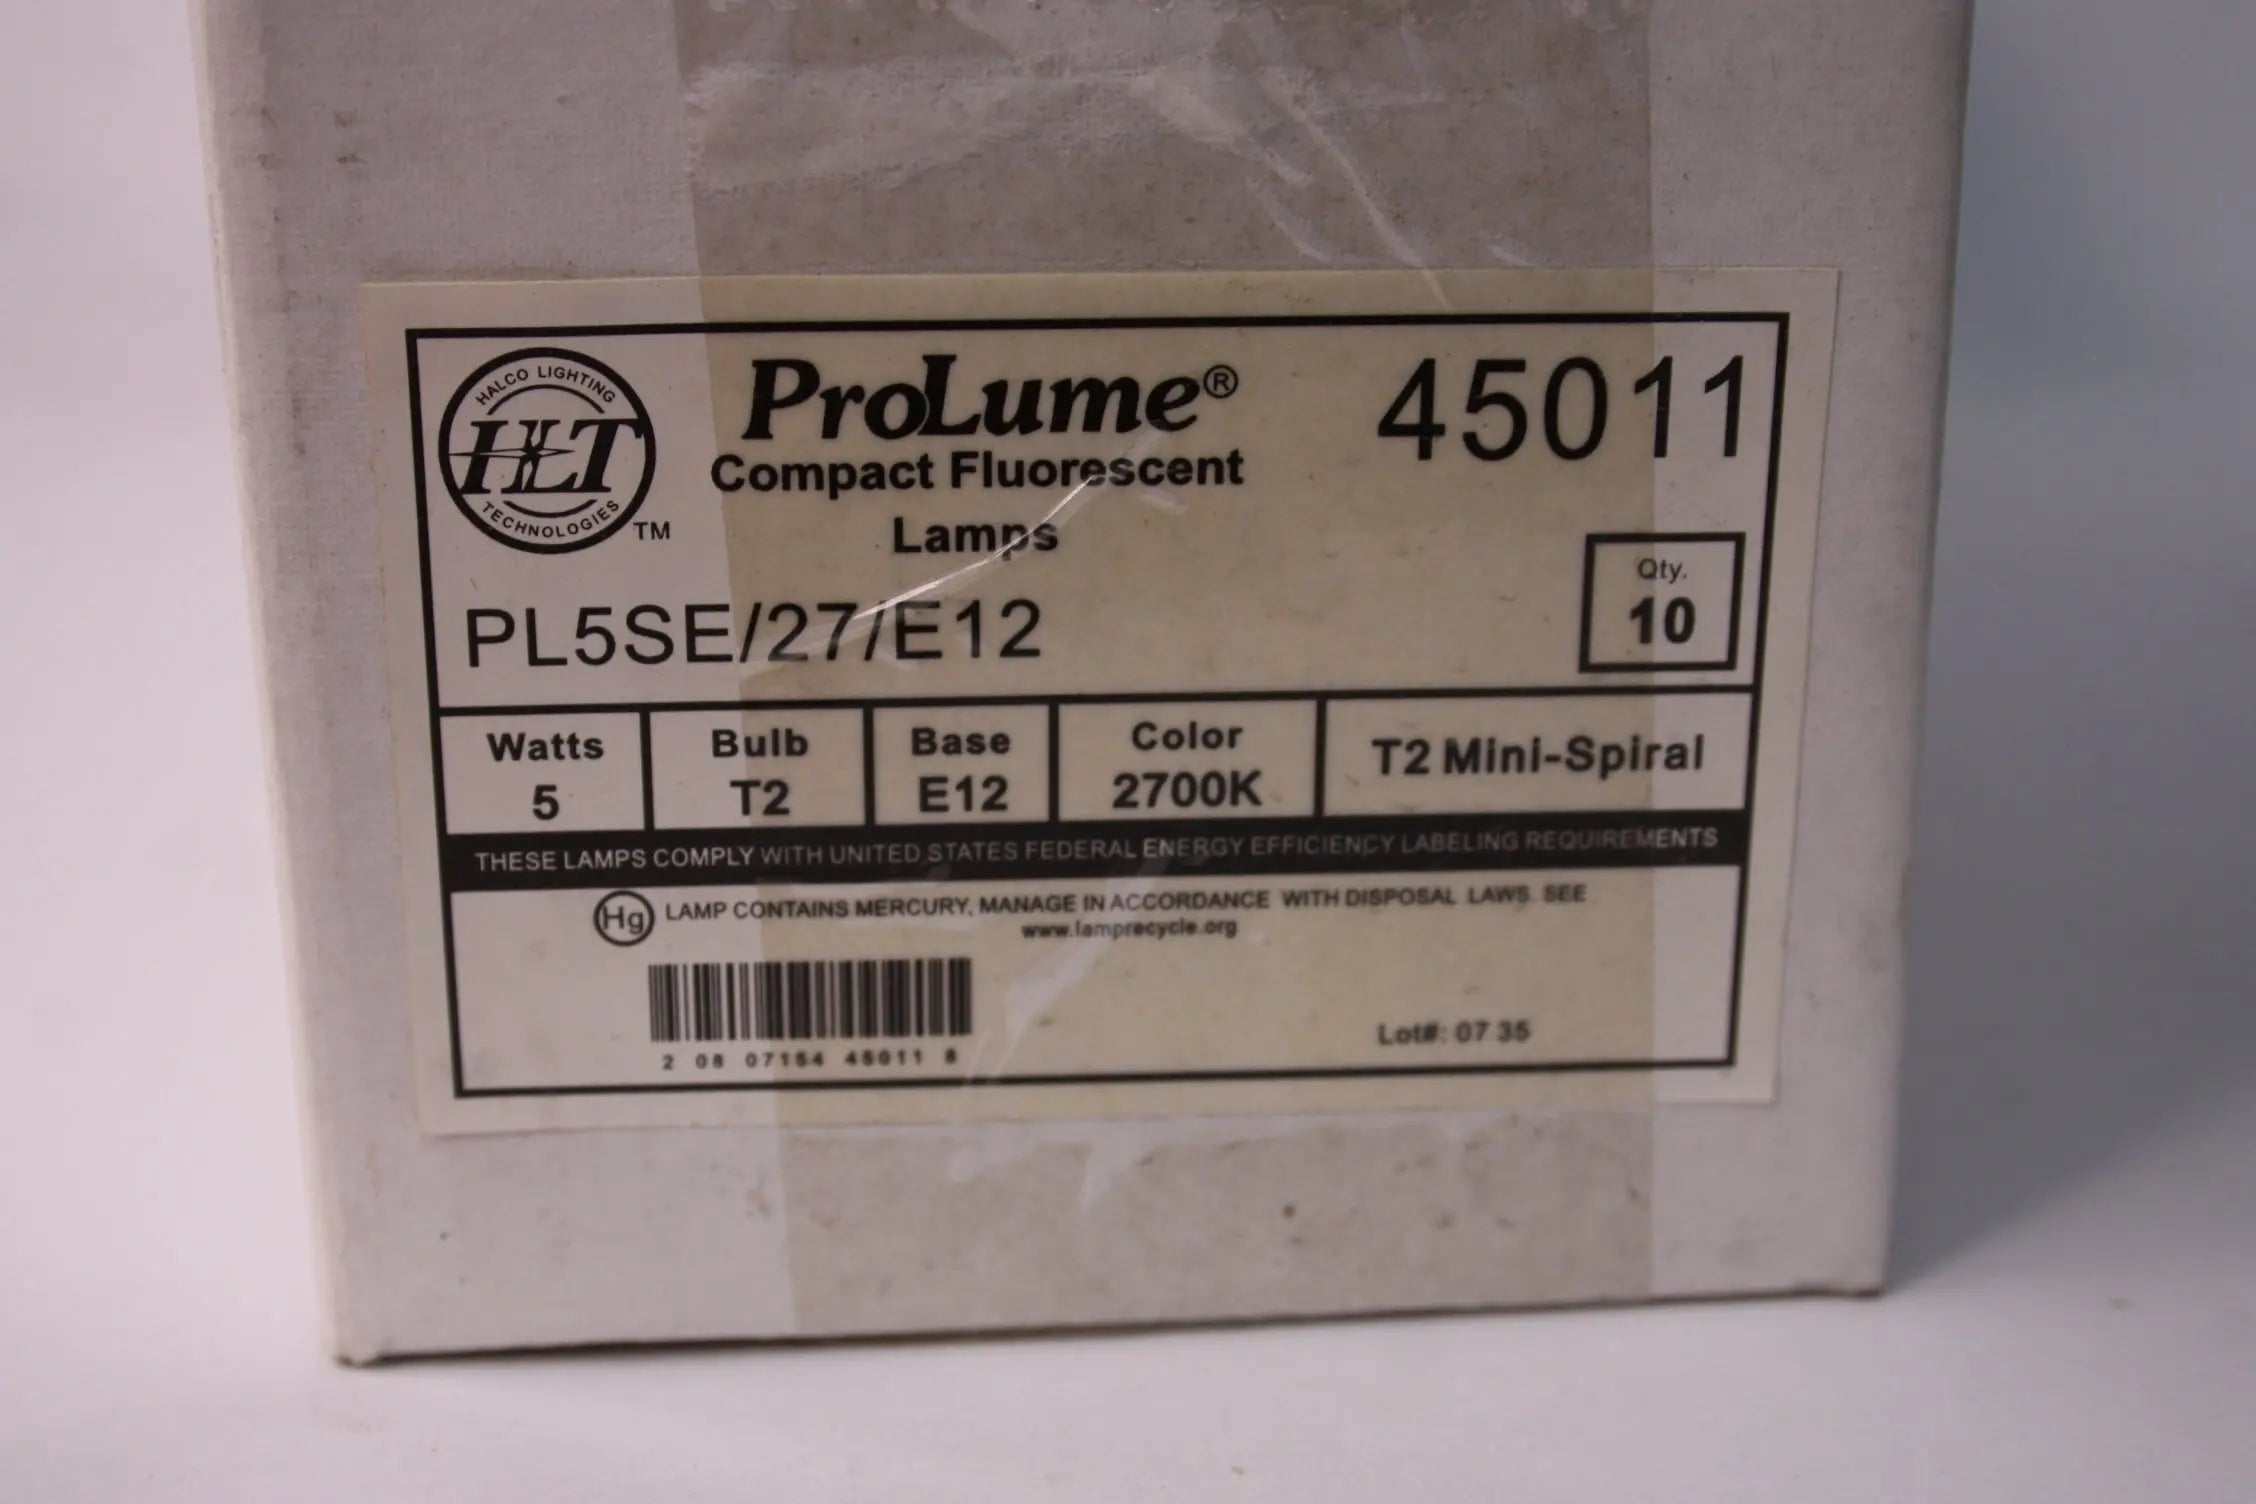 HALCO LIGHTING
HLT
TECHNOLOGIES
TM
ProLume®
Compact Fluorescent
Lamps
45011
Qty.
10
PL5SE/27/E12
Watts
5
Bulb
T2
Base
E12
Color
2700K
T2 Mini-Spiral
THESE LAMPS COMPLY WITH UNITED STATES FEDERAL ENERGY EFFICIENCY LABELING REQUIREMENTS
Hg LAMP CONTAINS MERCURY, MANAGE IN ACCORDANCE WITH DISPOSAL LAWS SEE
www.lamprecycle.org
2 08 07154 45011 8
Lot#: 07 35